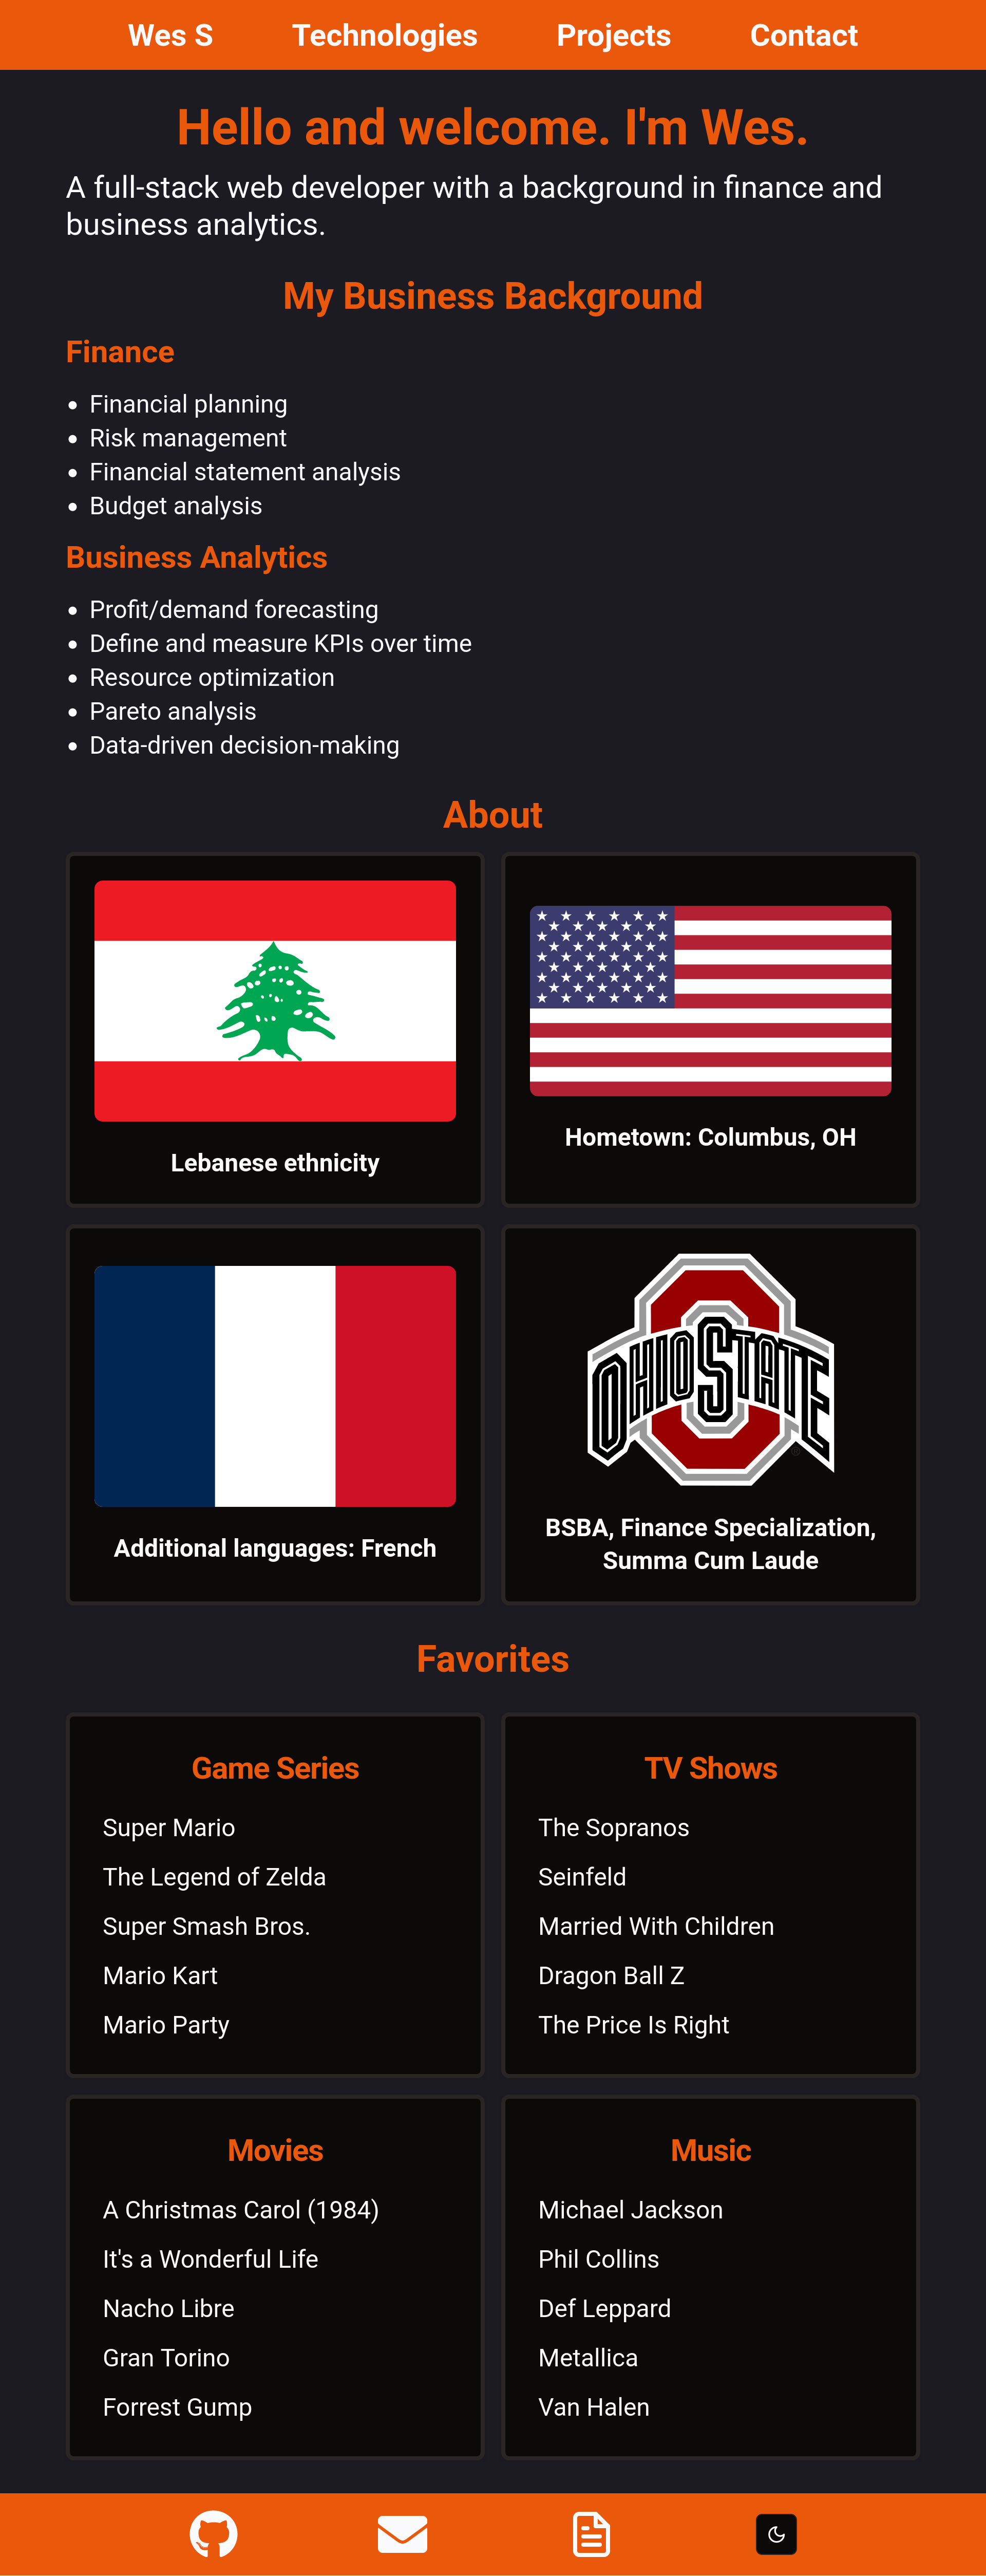 Wes S Technologies Projects Contact
Hello and welcome. I'm Wes.
A full-stack web developer with a background in finance and
business analytics.
My Business Background
Finance
• Financial planning
• Risk management
• Financial statement analysis
• Budget analysis
Business Analytics
• Profit/demand forecasting
• Define and measure KPIs over time
• Resource optimization
• Pareto analysis
• Data-driven decision-making
About
Lebanese ethnicity
Hometown: Columbus, OH
Additional languages: French
OHIO STATE
BSBA, Finance Specialization,
Summa Cum Laude
Favorites
Game Series
Super Mario
The Legend of Zelda
Super Smash Bros.
Mario Kart
Mario Party
TV Shows
The Sopranos
Seinfeld
Married With Children
Dragon Ball Z
The Price Is Right
Movies
A Christmas Carol (1984)
It's a Wonderful Life
Nacho Libre
Gran Torino
Forrest Gump
Music
Michael Jackson
Phil Collins
Def Leppard
Metallica
Van Halen